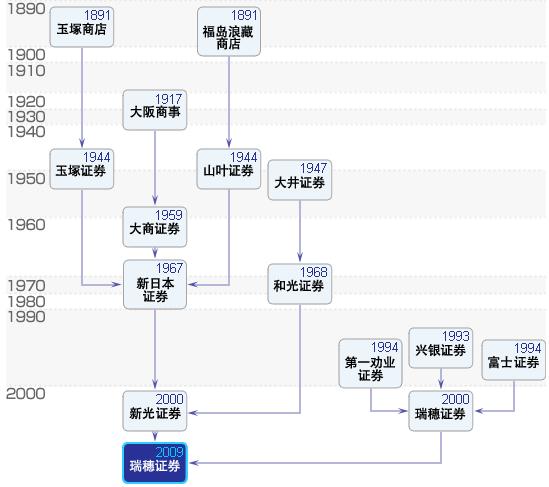 1890
1891
玉塚商店
1891
福岛浪藏
商店
1900
1910
1917
大阪商事
1920
1930
1940
1944
玉塚证券
1944
山叶证券
1947
大井证券
1950
1959
大商证券
1960
1967
新日本
证券
1968
和光证券
1970
1980
1990
1994
第一劝业
证券
1993
兴银证券
1994
富士证券
2000
2000
新光证券
2000
瑞穗证券
2009
瑞穗证券